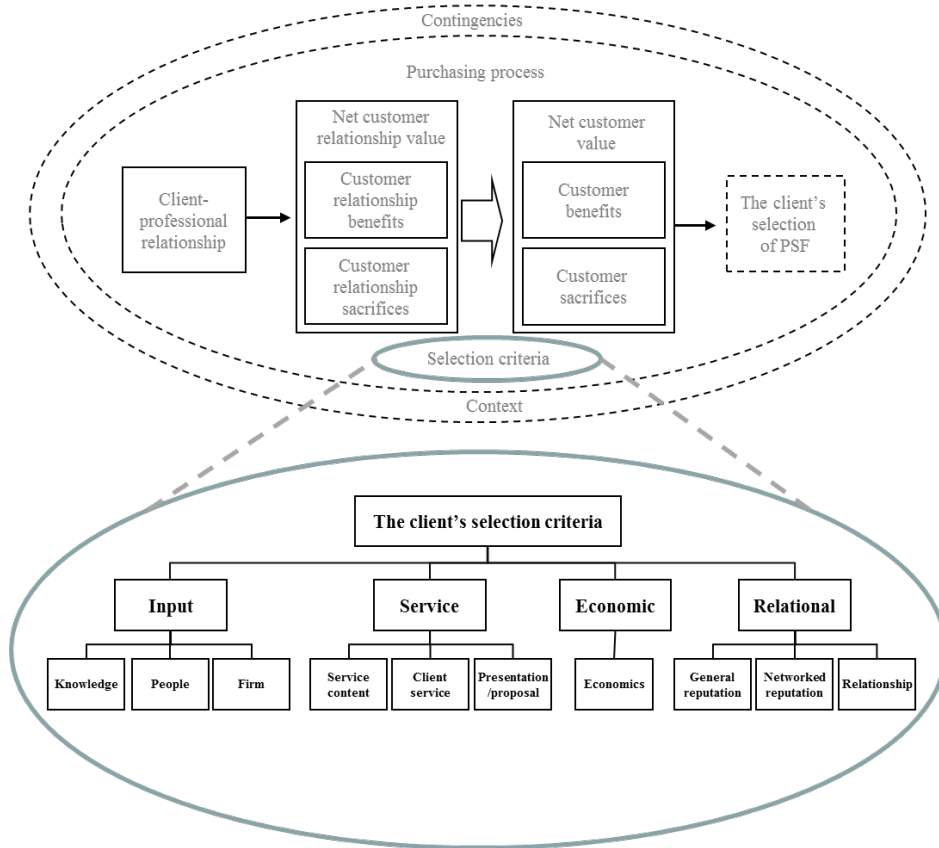 Contingencies
Purchasing process
Net customer
relationship value
Customer
relationship
benefits
Customer
relationship
sacrifices
Net customer
value
Customer
benefits
Customer
sacrifices
Client-
professional
relationship
The client's
selection
of PSF
Selection criteria
Context
The client's selection criteria
Input
Service
Economic
Relational
Knowledge
People
Firm
Service
content
Client
service
Presentation
/proposal
Economics
General
reputation
Networked
reputation
Relationship